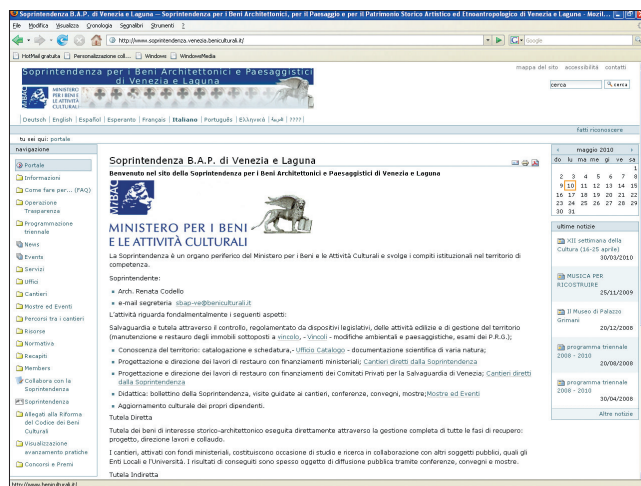 Soprintendenza B.A.P. di Venezia e Laguna — Soprintendenza per i Beni Architettonici, per il Paesaggio e per il Patrimonio Storico Artistico ed Etnoantropologico di Venezia e Laguna - Mozil...
File Modifica Visualizza Cronologia Segnalibri Strumenti ?
http://www.soprintendenza.venezia.beniculturali.it/
Google
HotMail gratuita Personalizzazione coll... Windows WindowsMedia
mappa del sito accessibilità contatti
Soprintendenza per i Beni Architettonici e Paesaggistici
di Venezia e Laguna
MiBAC
MINISTERO
PER I BENI E
LE ATTIVITÀ
CULTURALI
cerca
cerca
Deutsch | English | Español | Esperanto | Français | Italiano | Português | Ελληνικά | العربية | ????|
fatti riconoscere
tu sei qui: portale
navigazione
Portale
Informazioni
Come fare per... (FAQ)
Operazione
Trasparenza
Programmazione
triennale
News
Events
Servizi
Uffici
Cantieri
Mostre ed Eventi
Percorsi tra i cantieri
Risorse
Normativa
Recapiti
Members
Collabora con la
Soprintendenza
Soprintendenza
Allegati alla Riforma
del Codice dei Beni
Culturali
Visualizzazione
avanzamento pratiche
Concorsi e Premi
Soprintendenza B.A.P. di Venezia e Laguna
Benvenuto nel sito della Soprintendenza per i Beni Architettonici e Paesaggistici di Venezia e Laguna
MiBAC
MINISTERO PER I BENI
E LE ATTIVITÀ CULTURALI
La Soprintendenza è un organo periferico del Ministero per i Beni e le Attività Culturali e svolge i compiti istituzionali nel territorio di
competenza.
Soprintendente:
Arch. Renata Codello
e-mail segreteria sbap-ve@beniculturali.it
L'attività riguarda fondamentalmente i seguenti aspetti:
Salvaguardia e tutela attraverso il controllo, regolamentato da dispositivi legislativi, delle attività edilizie e di gestione del territorio
(manutenzione e restauro degli immobili sottoposti a vincolo, - Vincoli - modifiche ambientali e paesaggistiche, esami dei P.R.G.);
Conoscenza del territorio: catalogazione e schedatura,- Ufficio Catalogo - documentazione scientifica di varia natura;
Progettazione e direzione dei lavori di restauro con finanziamenti ministeriali; Cantieri diretti dalla Soprintendenza
Progettazione e direzione dei lavori di restauro con finanziamenti dei Comitati Privati per la Salvaguardia di Venezia; Cantieri diretti
dalla Soprintendenza
Didattica: bollettino della Soprintendenza, visite guidate ai cantieri, conferenze, convegni, mostre;Mostre ed Eventi
Aggiornamento culturale dei propri dipendenti.
Tutela Diretta
Tutela dei beni di interesse storico-architettonico eseguita direttamente attraverso la gestione completa di tutte le fasi di recupero:
progetto, direzione lavori e collaudo.
I cantieri, attivati con fondi ministeriali, costituiscono occasione di studio e ricerca in collaborazione con altri soggetti pubblici, quali gli
Enti Locali e l'Università. I risultati di conseguiti sono spesso oggetto di diffusione pubblica tramite conferenze, convegni e mostre.
Tutela Indiretta
« maggio 2010 »
do lu ma me gi ve sa
1
2 3 4 5 6 7 8
9 10 11 12 13 14 15
16 17 18 19 20 21 22
23 24 25 26 27 28 29
30 31
ultime notizie
XII settimana della
Cultura (16-25 aprile)
30/03/2010
MUSICA PER
RICOSTRUIRE
25/11/2009
Il Museo di Palazzo
Grimani
20/12/2008
programma triennale
2008 - 2010
20/08/2008
programma triennale
2008 - 2010
30/04/2008
Altre notizie
http://www.beniculturali.it/